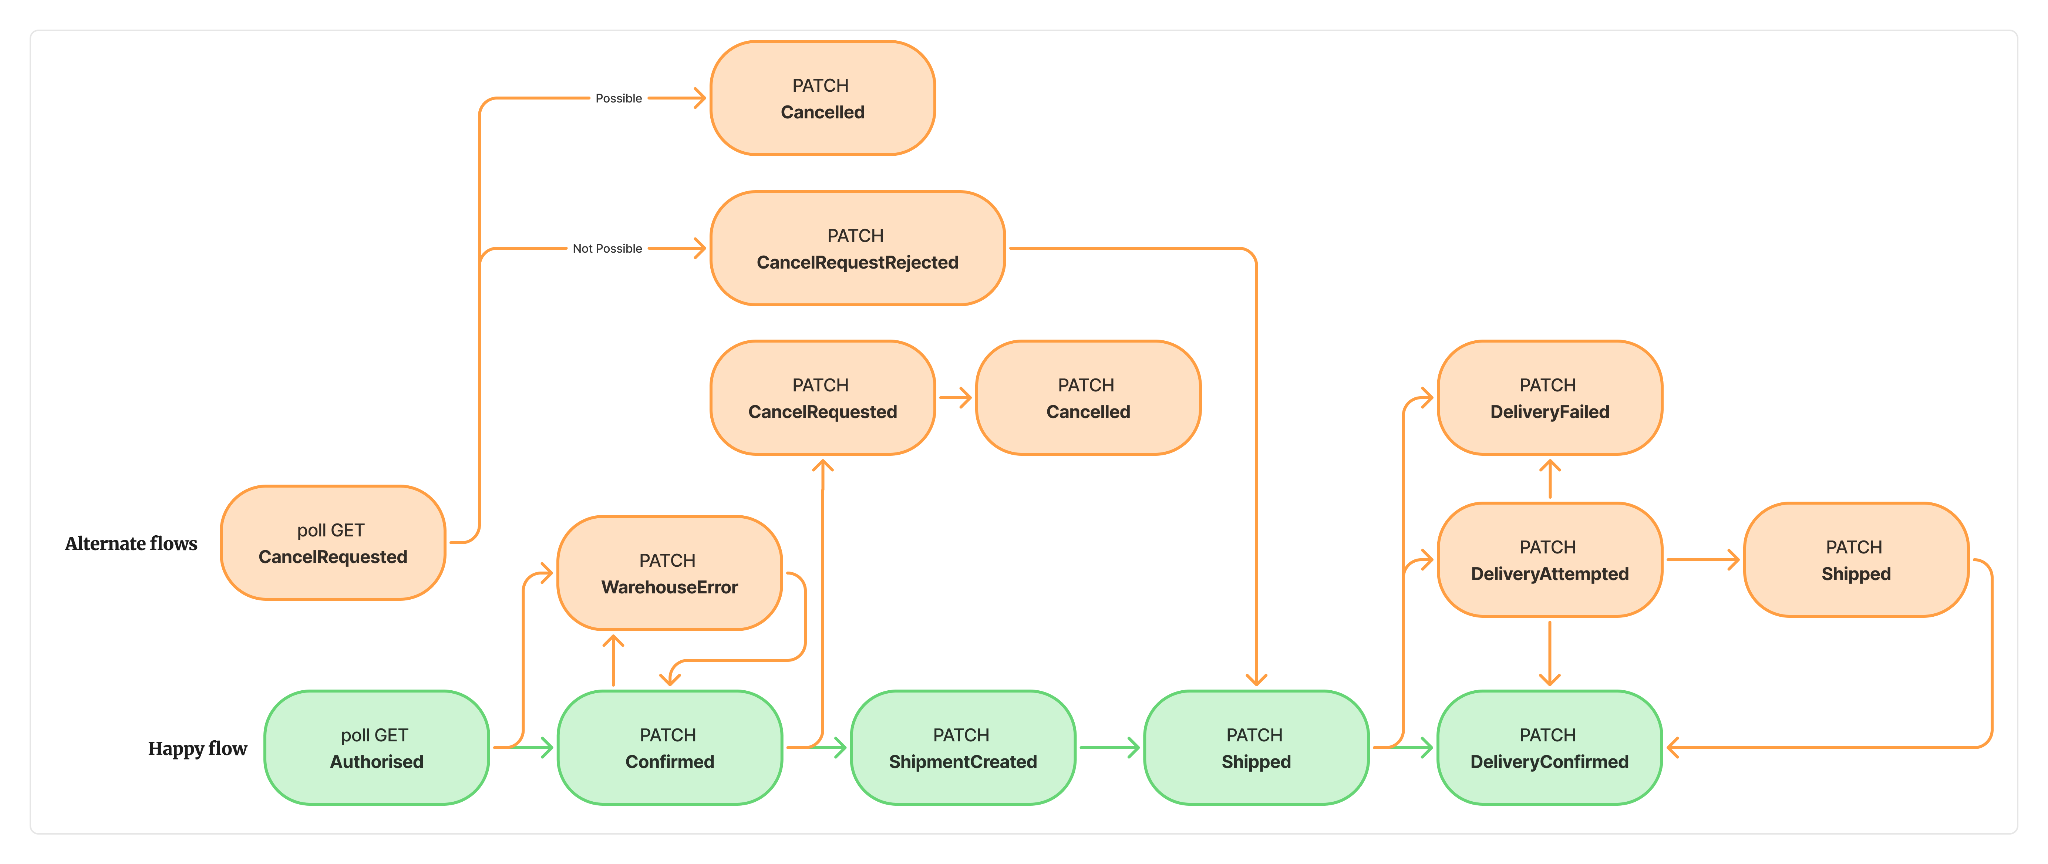 PATCH
Cancelled
Possible
PATCH
CancelRequestRejected
Not Possible
PATCH
CancelRequested
PATCH
Cancelled
PATCH
DeliveryFailed
Alternate flows
poll GET
CancelRequested
PATCH
WarehouseError
PATCH
DeliveryAttempted
PATCH
Shipped
Happy flow
poll GET
Authorised
PATCH
Confirmed
PATCH
ShipmentCreated
PATCH
Shipped
PATCH
DeliveryConfirmed